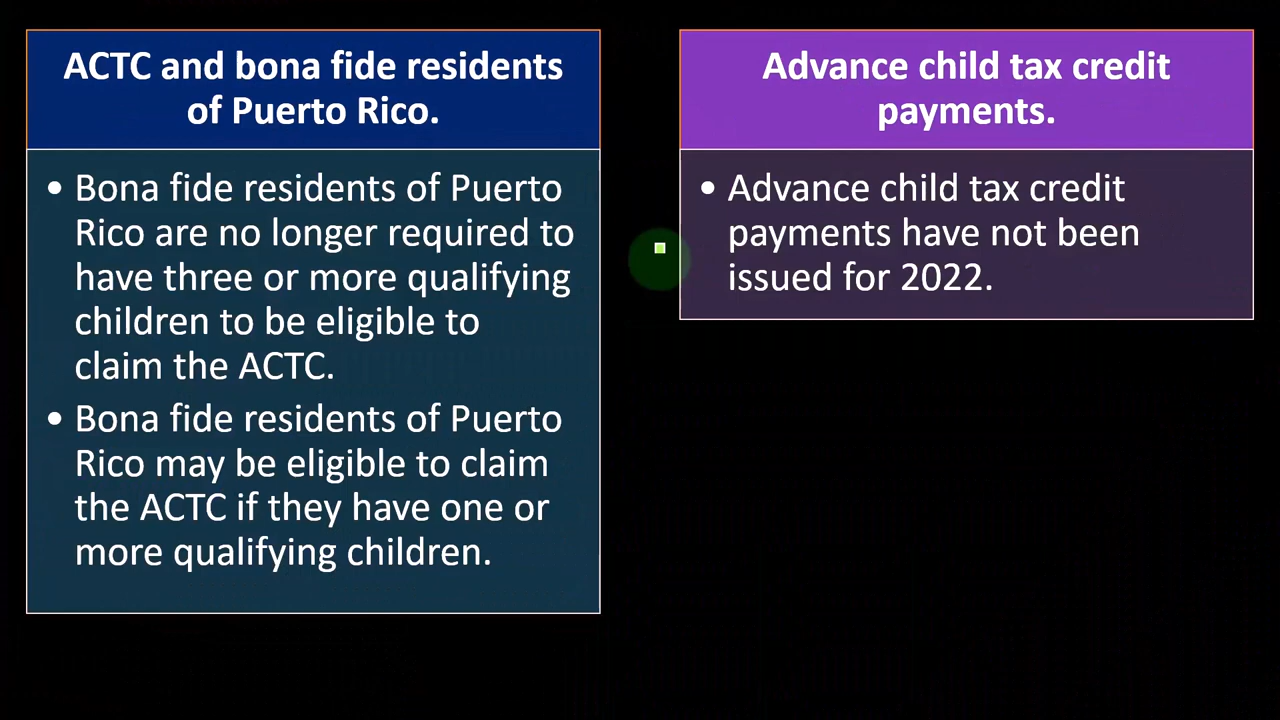 ACTC and bona fide residents
of Puerto Rico.
• Bona fide residents of Puerto
Rico are no longer required to
have three or more qualifying
children to be eligible to
claim the ACTC.
• Bona fide residents of Puerto
Rico may be eligible to claim
the ACTC if they have one or
more qualifying children.
Advance child tax credit
payments.
• Advance child tax credit
payments have not been
issued for 2022.